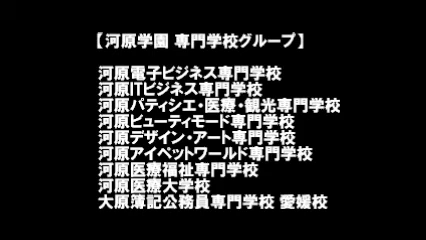 【河原学園 専門学校グループ】
河原電子ビジネス専門学校
河原ITビジネス専門学校
河原パティシエ・医療・観光専門学校
河原ビューティモード専門学校
河原デザイン・アート専門学校
河原アイペットワールド専門学校
河原医療福祉専門学校
河原医療大学校
大原簿記公務員専門学校 愛媛校